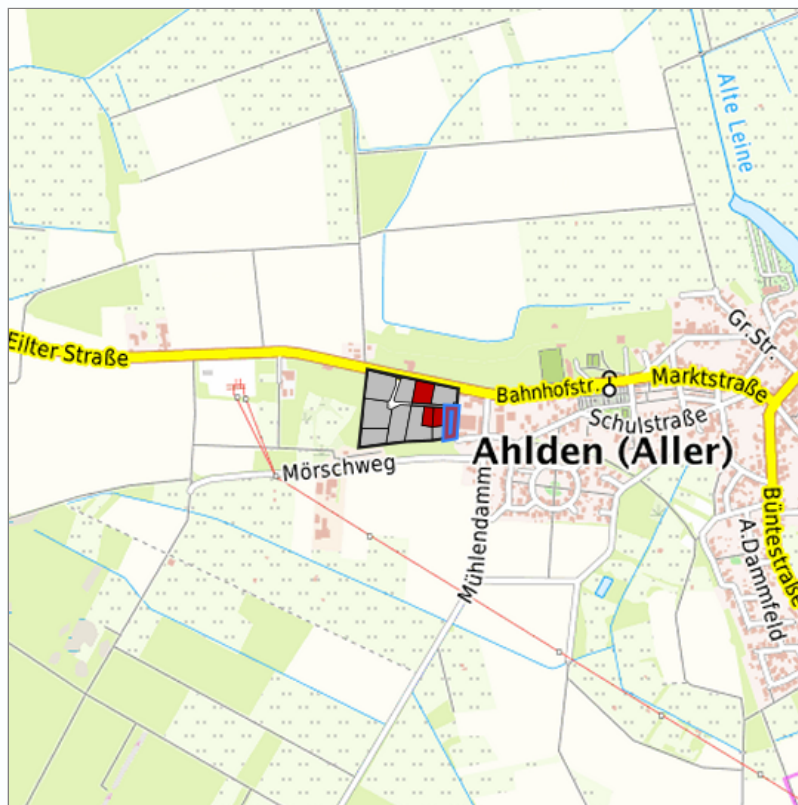 Alte Leine
Gr.Str.
Eilter Straße
Bahnhofstr.
Marktstraße
Schulstraße
Ahlden (Aller)
Mörschweg
Mühlendamm
Büntestraße
A.Dammfeld